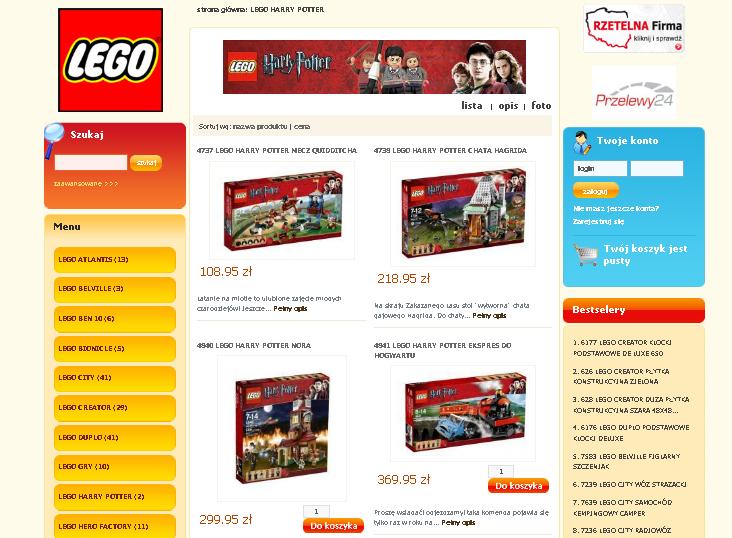 LEGO
Szukaj
szukaj
zaawansowane >>>
Menu
LEGO ATLANTIS (13)
LEGO BELVILLE (3)
LEGO BEN 10 (6)
LEGO BIONICLE (5)
LEGO CITY (41)
LEGO CREATOR (29)
LEGO DUPLO (41)
LEGO GRY (10)
LEGO HARRY POTTER (2)
LEGO HERO FACTORY (11)
strona główna: LEGO HARRY POTTER
LEGO Harry Potter
lista | opis | foto
Sortuj wg: nazwa produktu | cena
4737 LEGO HARRY POTTER MECZ QUIDDITCHA
108.95 zł
Latanie na miotle to ulubione zajęcie młodych
czarodziejów! Jeszcze... Pełny opis
4738 LEGO HARRY POTTER CHATA HAGRIDA
7-12
218.95 zł
Na skraju Zakazanego Lasu stoi "wytworna" chata
gajowego Hagrida. Do chaty... Pełny opis
4840 LEGO HARRY POTTER NORA
7-14
299.95 zł
1
Do koszyka
4841 LEGO HARRY POTTER EKSPRES DO
HOGWARTU
8-14
369.95 zł
1
Do koszyka
Proszę wsiadać i odjeżdżamy! taka komenda pojawia się
tylko raz w roku na... Pełny opis
RZETELNA Firma
kliknij i sprawdź
Przelewy24
Twoje konto
login
zaloguj
Nie masz jeszcze konta?
Zarejestruj się
Twój koszyk jest
pusty
Bestselery
1. 6177 LEGO CREATOR KLOCKI
PODSTAWOWE DE LUXE 650
2. 626 LEGO CREATOR PŁYTKA
KONSTRUKCYJNA ZIELONA
3. 628 LEGO CREATOR DUŻA PŁYTKA
KONSTRUKCYJNA SZARA 48X48...
4. 6176 LEGO DUPLO PODSTAWOWE
KLOCKI DELUXE
5. 7583 LEGO BELVILLE FIGLARNY
SZCZENIAK
6. 7239 LEGO CITY WÓZ STRAŻACKI
7. 7639 LEGO CITY SAMOCHÓD
KEMPINGOWY CAMPER
8. 7236 LEGO CITY RADIOWÓZ